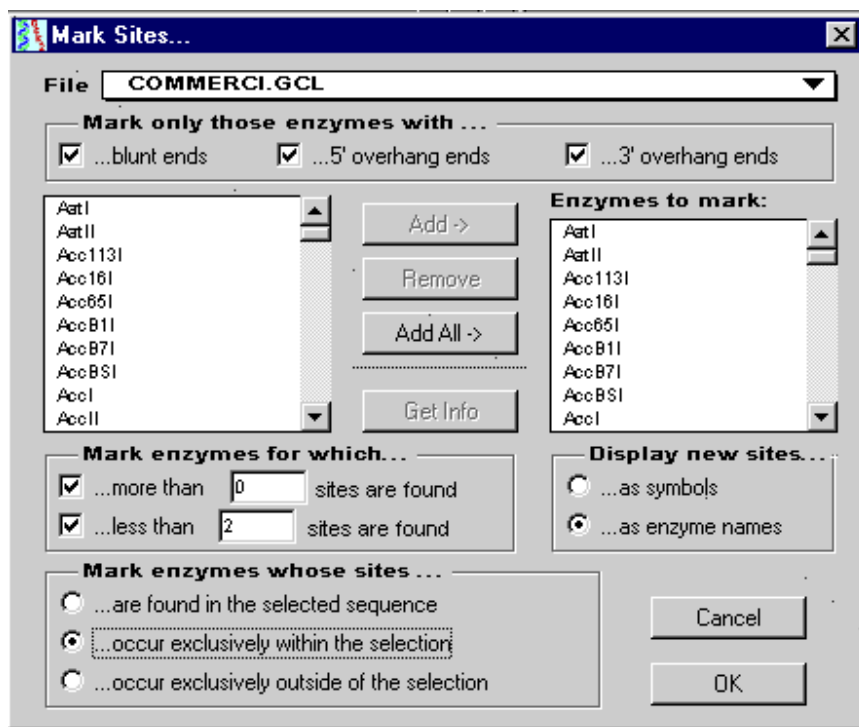 Mark Sites...
File COMMERCI.GCL
Mark only those enzymes with ...
...blunt ends ...5' overhang ends ...3' overhang ends
AatI
AatII
Acc113I
Acc16I
Acc65I
AccB1I
AccB7I
AccBSI
AccI
AccII
Add ->
Remove
Add All ->
Get Info
Enzymes to mark:
AatI
AatII
Acc113I
Acc16I
Acc65I
AccB1I
AccB7I
AccBSI
AccI
Mark enzymes for which...
...more than 0 sites are found
...less than 2 sites are found
Display new sites...
...as symbols
...as enzyme names
Mark enzymes whose sites ...
...are found in the selected sequence
...occur exclusively within the selection
...occur exclusively outside of the selection
Cancel
OK